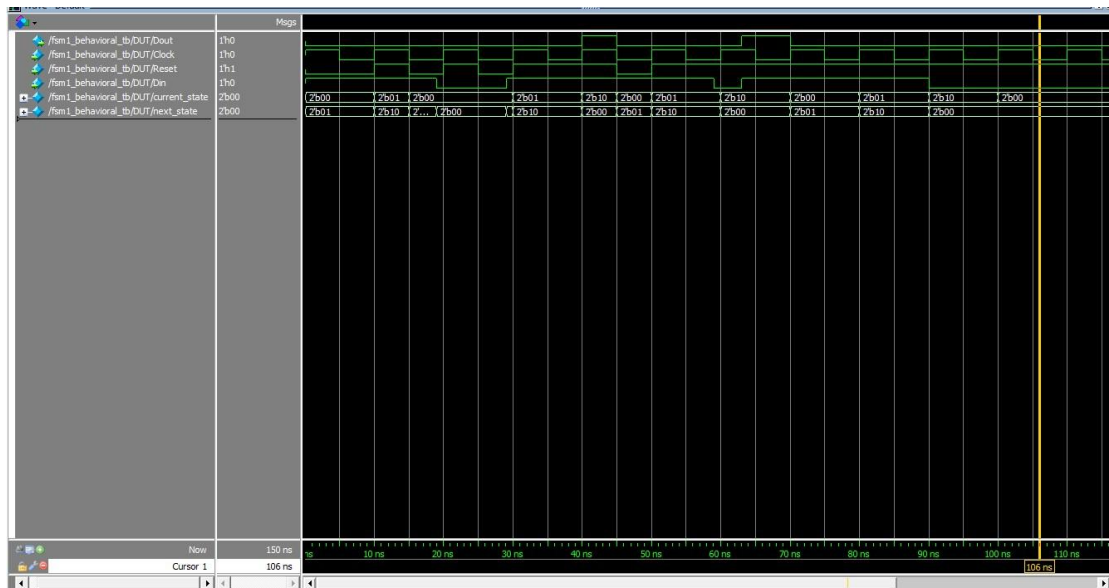 Wave - Default
Msgs
/fsm1_behavioral_tb/DUT/Dout 1'h0
/fsm1_behavioral_tb/DUT/Clock 1'h0
/fsm1_behavioral_tb/DUT/Reset 1'h1
/fsm1_behavioral_tb/DUT/Din 1'h0
/fsm1_behavioral_tb/DUT/current_state 2'b00 2'b00 2'b01 2'b00 2'b01 2'b10 2'b00 2'b01 2'b10 2'b00 2'b01 2'b10 2'b00
/fsm1_behavioral_tb/DUT/next_state 2'b00 2'b01 2'b10 2'... 2'b00 2'b10 2'b00 2'b01 2'b10 2'b00 2'b01 2'b10 2'b00
Now 150 ns ns 10 ns 20 ns 30 ns 40 ns 50 ns 60 ns 70 ns 80 ns 90 ns 100 ns 110 ns
Cursor 1 106 ns 106 ns